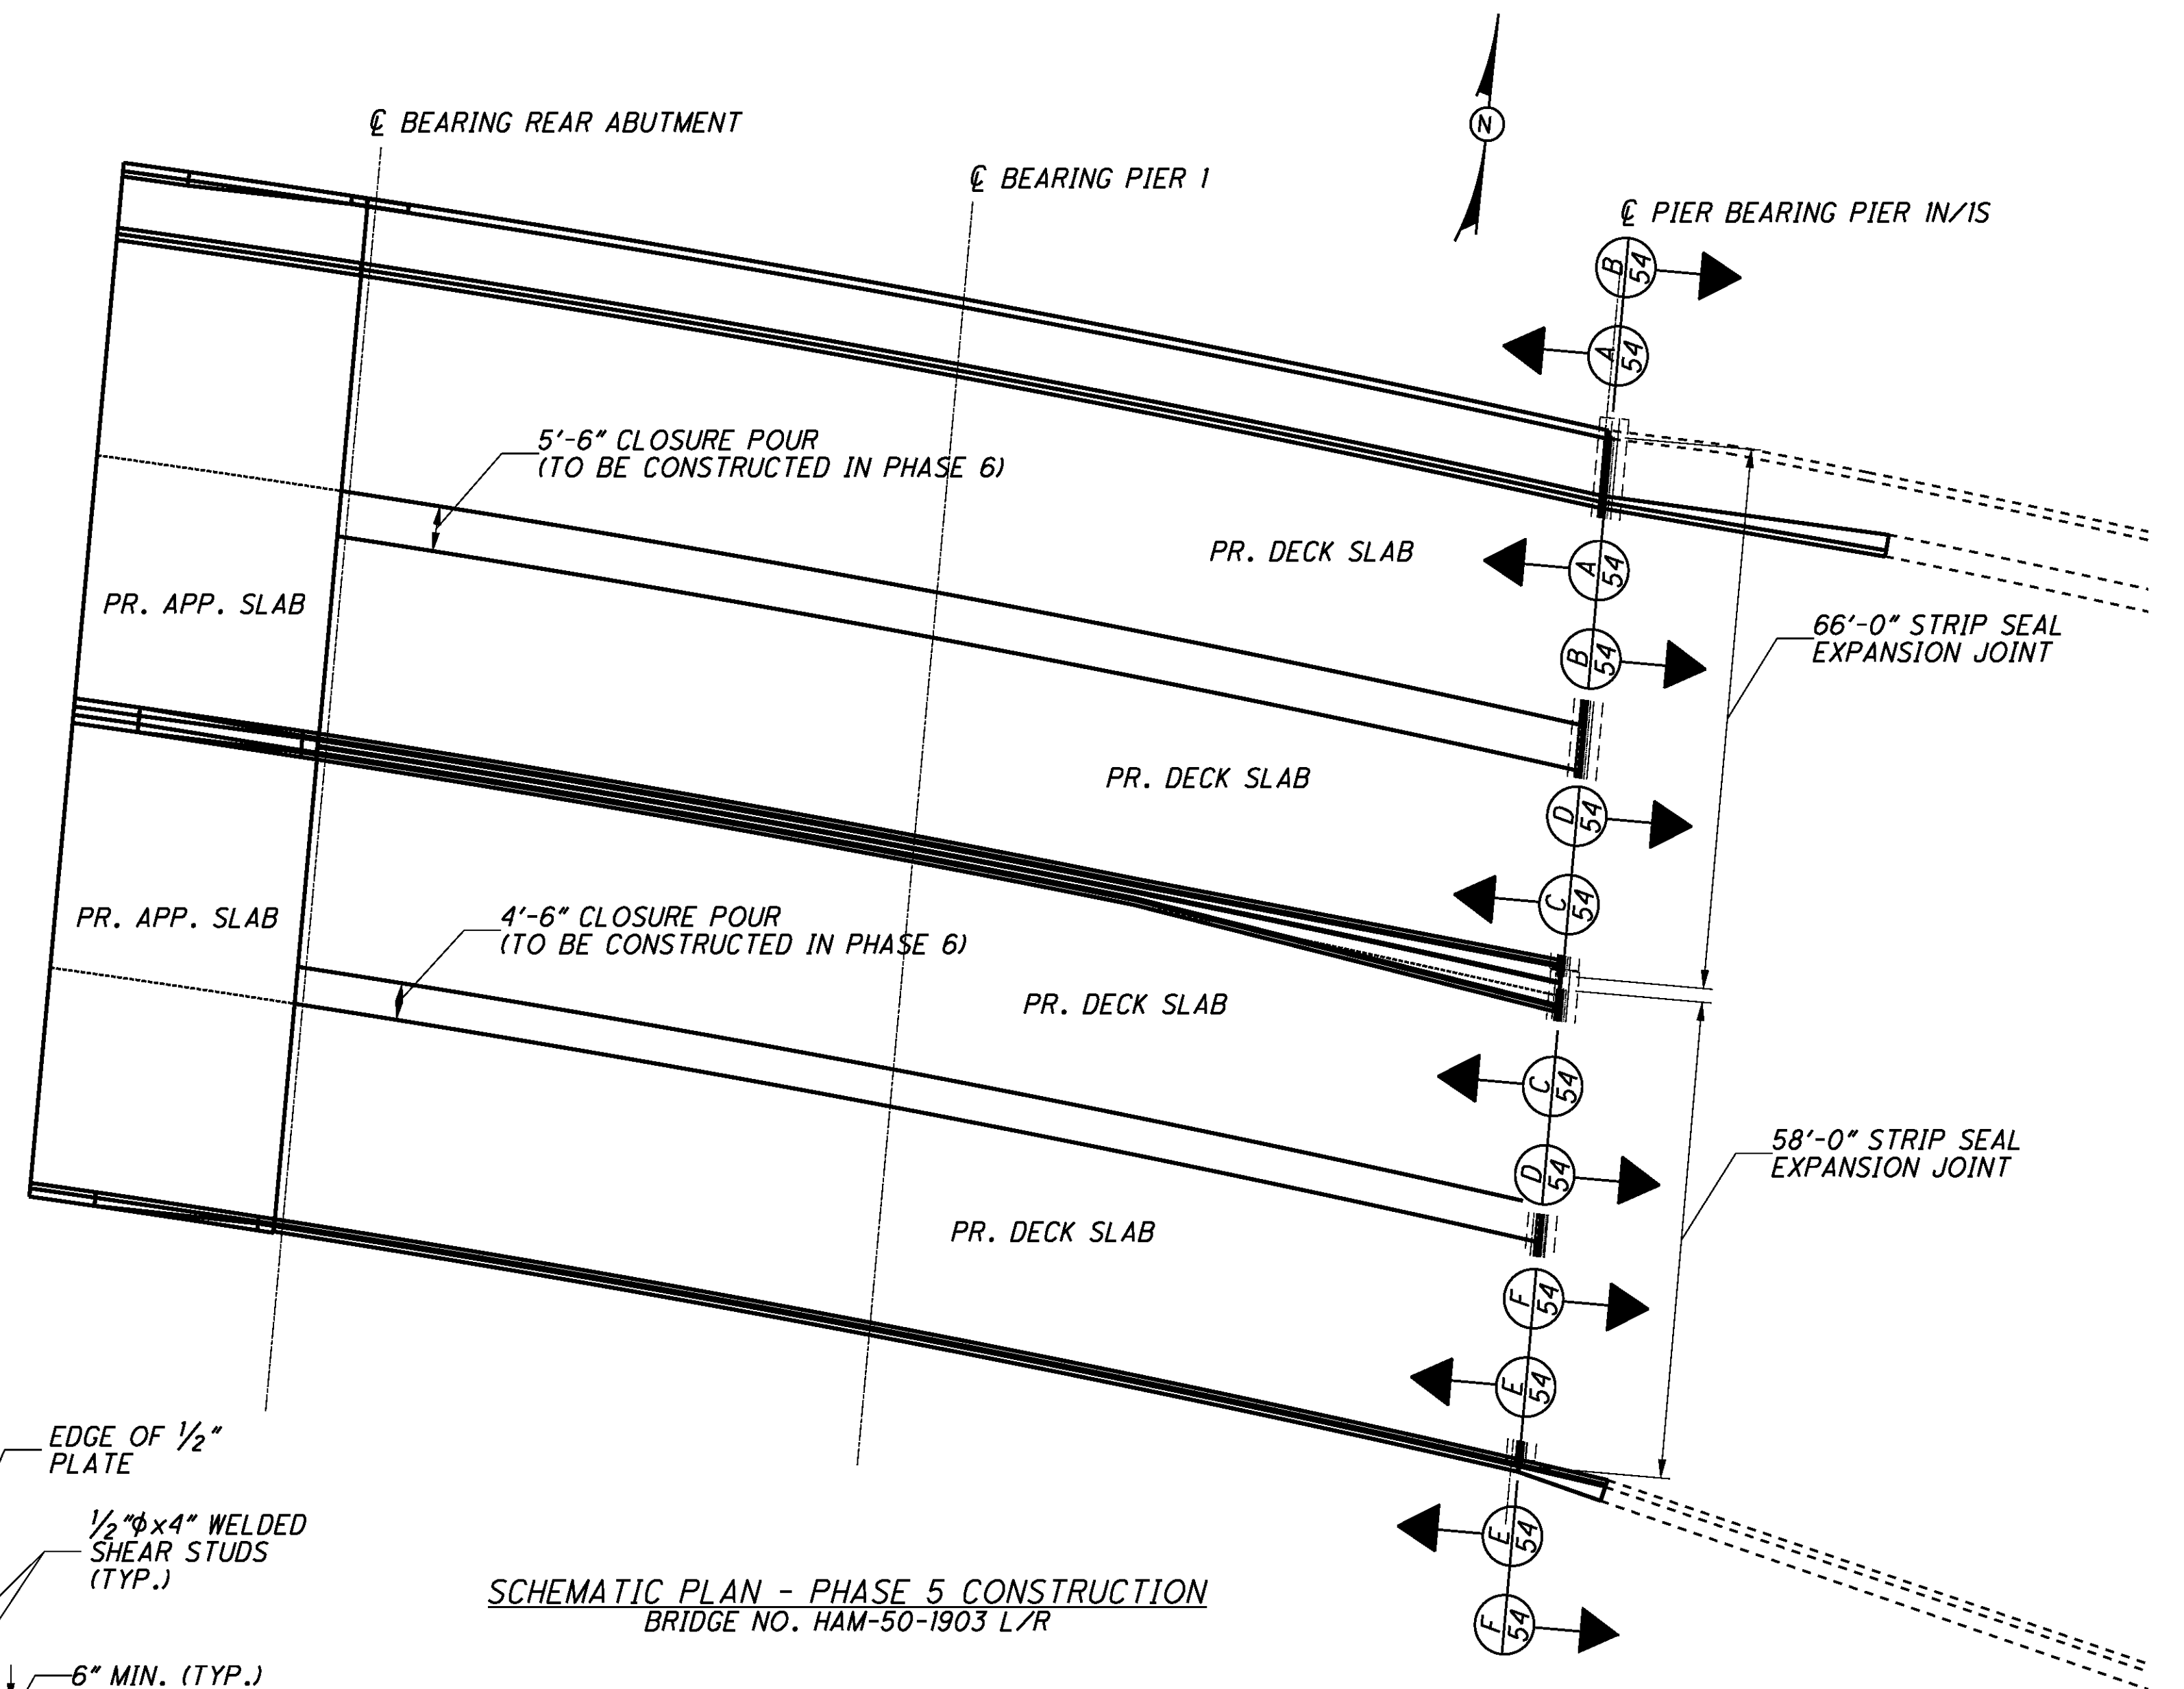 ℄ BEARING REAR ABUTMENT
N
℄ BEARING PIER 1
℄ PIER BEARING PIER 1N/1S
B
54
A
54
5'-6" CLOSURE POUR
(TO BE CONSTRUCTED IN PHASE 6)
PR. DECK SLAB
A
54
PR. APP. SLAB
66'-0" STRIP SEAL
EXPANSION JOINT
B
54
PR. DECK SLAB
D
54
C
54
PR. APP. SLAB
4'-6" CLOSURE POUR
(TO BE CONSTRUCTED IN PHASE 6)
PR. DECK SLAB
C
54
58'-0" STRIP SEAL
EXPANSION JOINT
D
54
PR. DECK SLAB
F
54
E
54
EDGE OF 1/2"
PLATE
1/2"ϕx4" WELDED
SHEAR STUDS
(TYP.)
E
54
F
54
SCHEMATIC PLAN - PHASE 5 CONSTRUCTION
BRIDGE NO. HAM-50-1903 L/R
6" MIN. (TYP.)